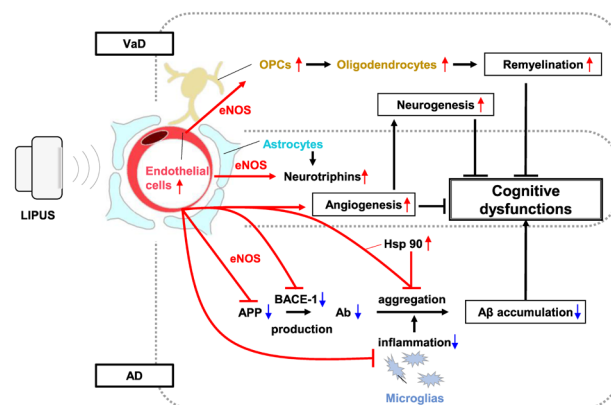 VaD
OPCs
Oligodendrocytes
Remyelination
eNOS
Neurogenesis
Astrocytes
eNOS
Endothelial
cells
Neurotriphins
Cognitive
dysfunctions
LIPUS
Angiogenesis
Hsp 90
eNOS
BACE-1
aggregation
APP
Ab
Aβ accumulation
production
inflammation
AD
Microglias